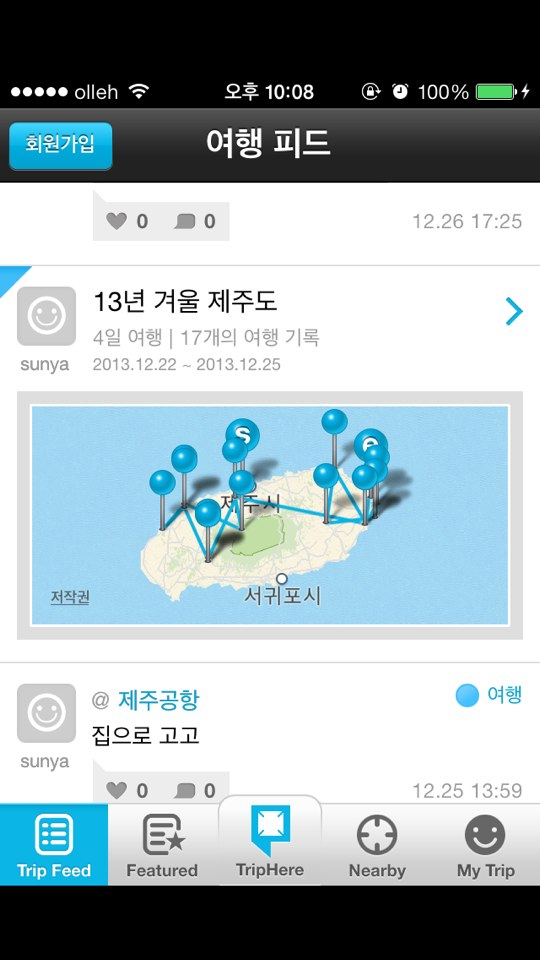 olleh 오후 10:08 100%
회원가입 여행 피드
0 0 12.26 17:25
13년 겨울 제주도
4일 여행 | 17개의 여행 기록
sunya 2013.12.22 ~ 2013.12.25
S e
제주시
저작권 서귀포시
@ 제주공항 여행
집으로 고고
sunya
0 0 12.25 13:59
Trip Feed Featured TripHere Nearby My Trip